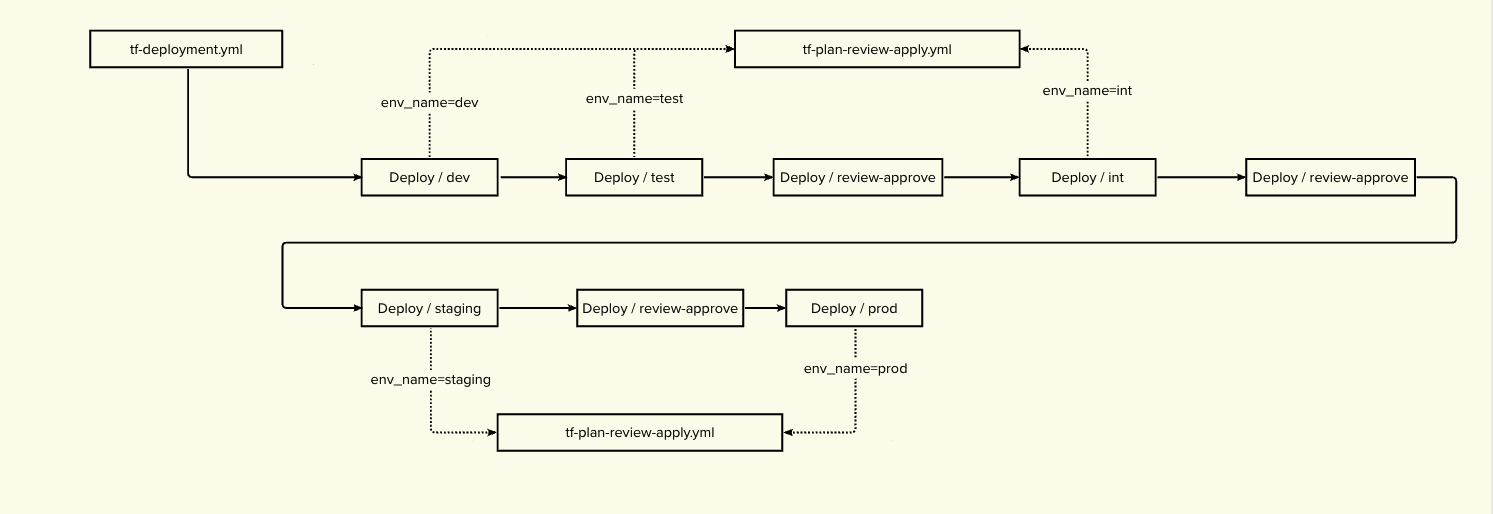 tf-deployment.yml
tf-plan-review-apply.yml
env_name=dev
env_name=test
env_name=int
Deploy / dev
Deploy / test
Deploy / review-approve
Deploy / int
Deploy / review-approve
Deploy / staging
Deploy / review-approve
Deploy / prod
env_name=staging
env_name=prod
tf-plan-review-apply.yml